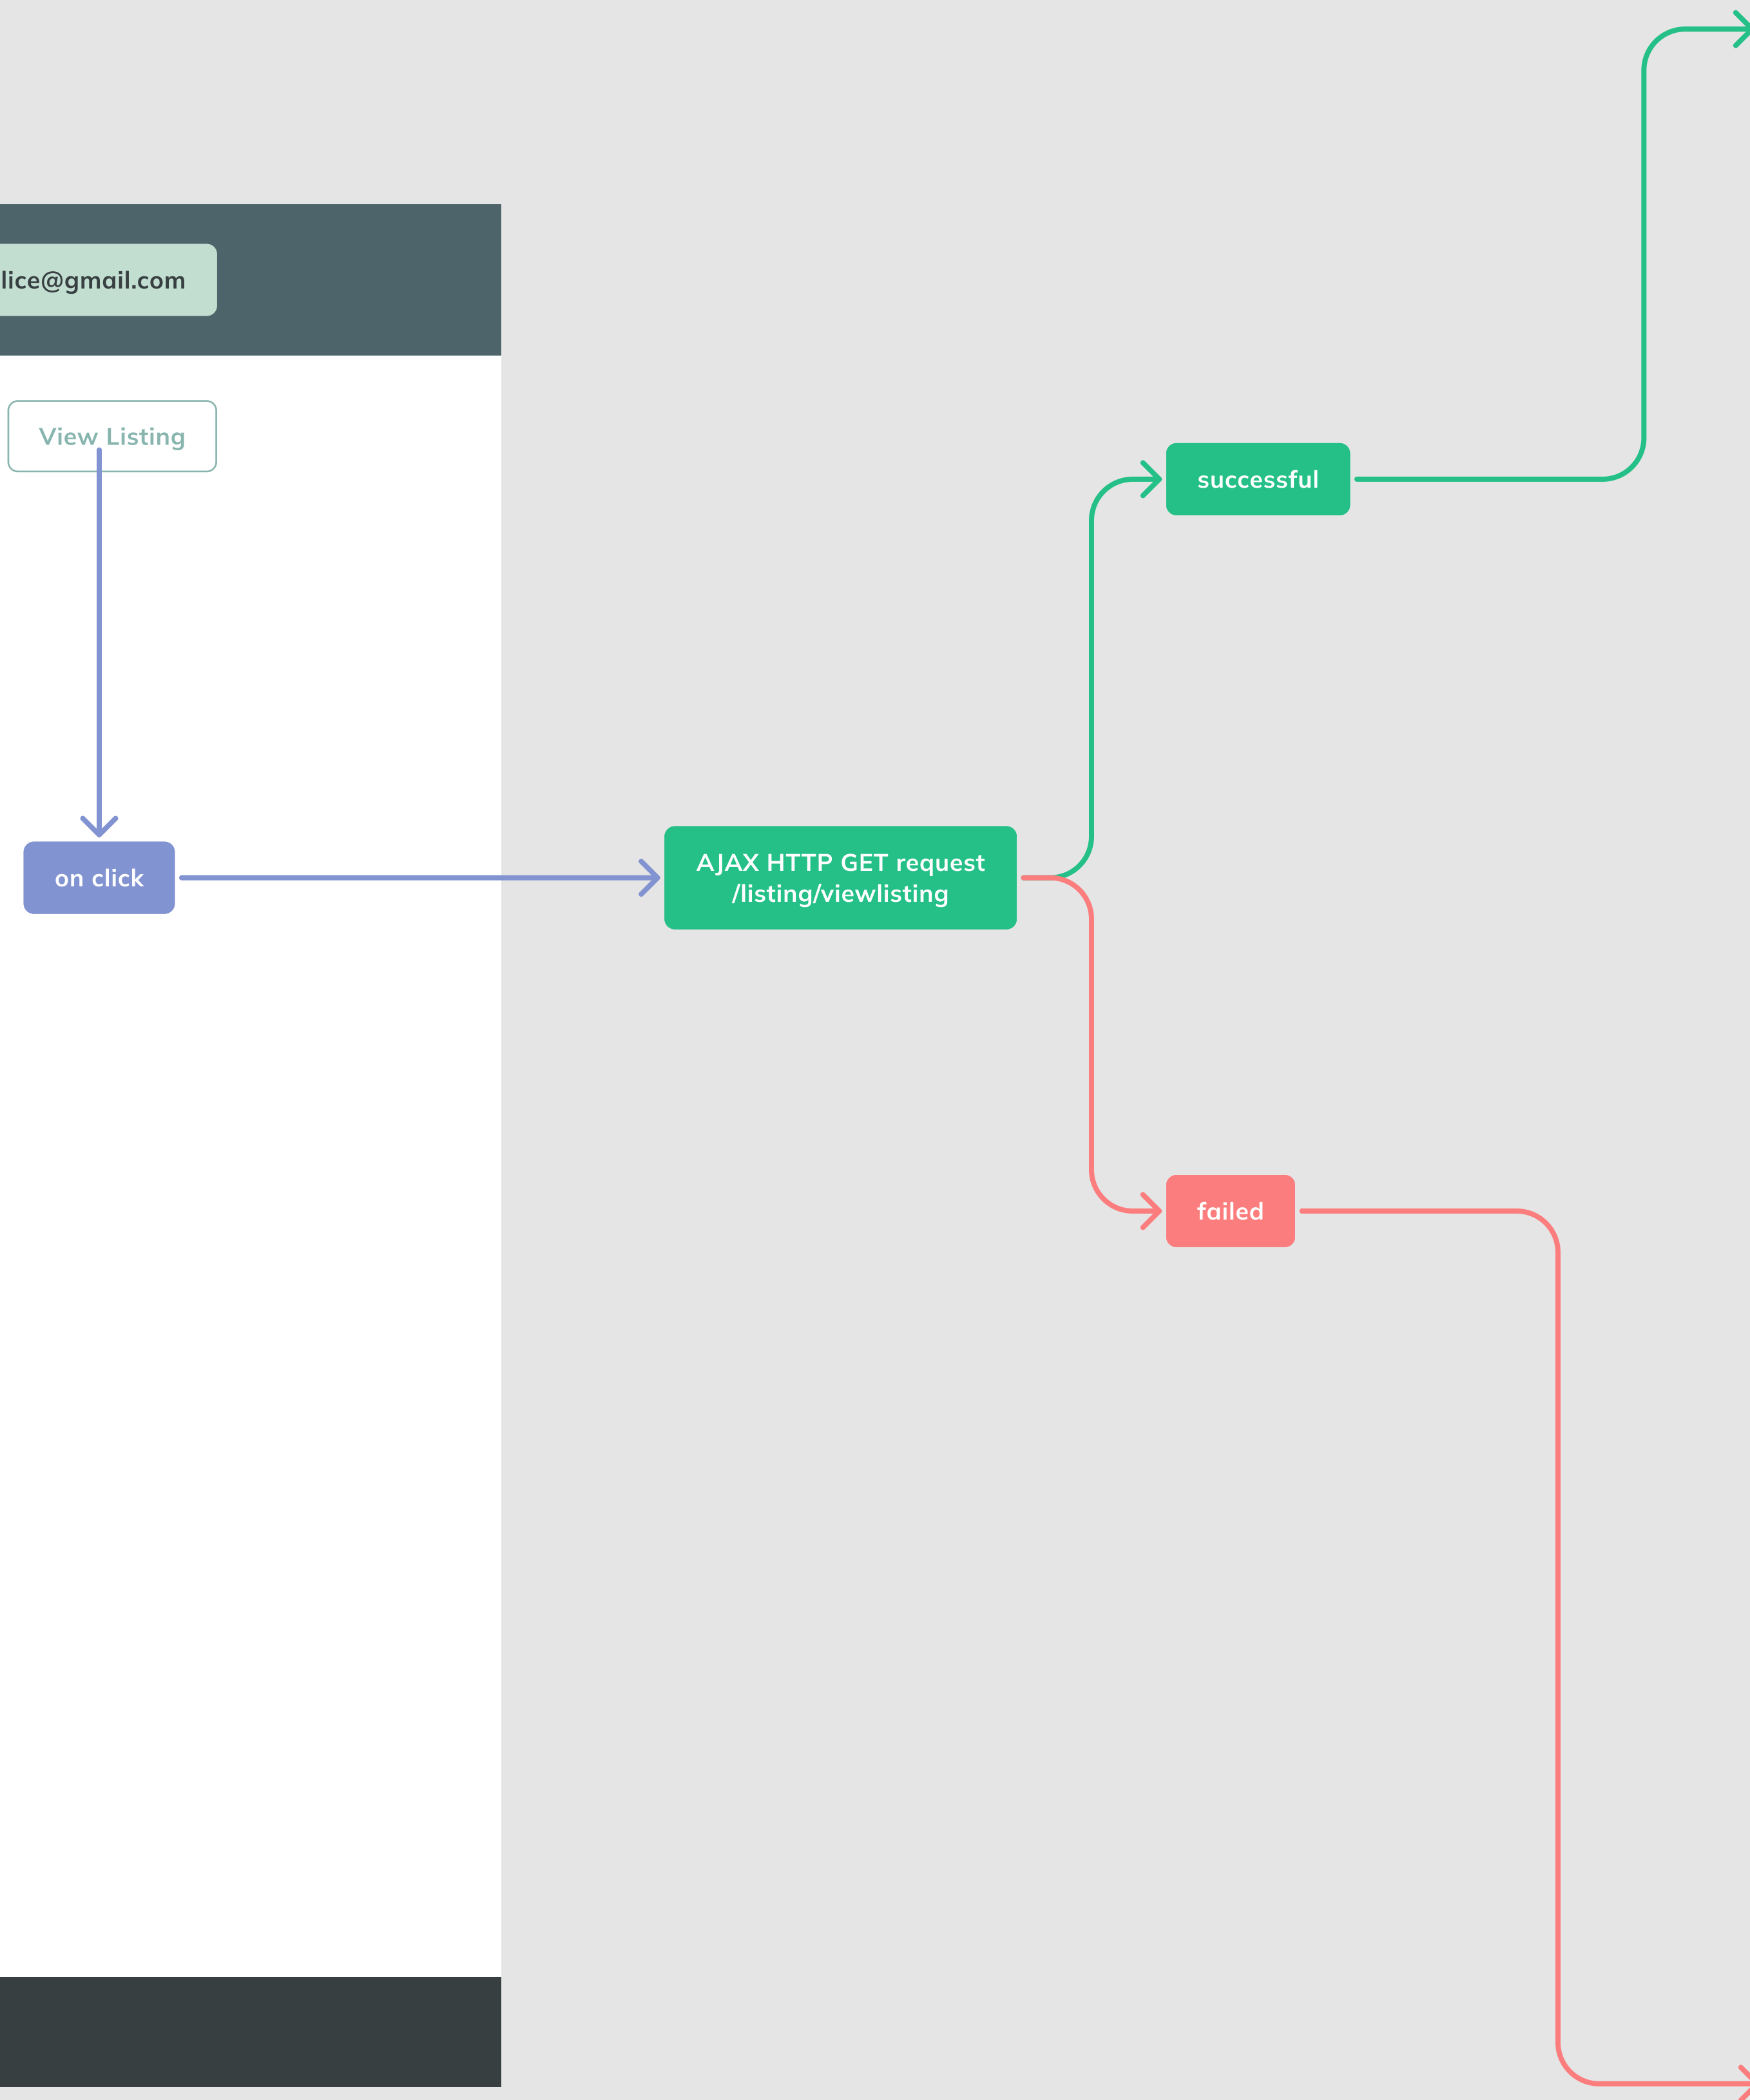 lice@gmail.com
View Listing
successful
on click
AJAX HTTP GET request
/listing/viewlisting
failed